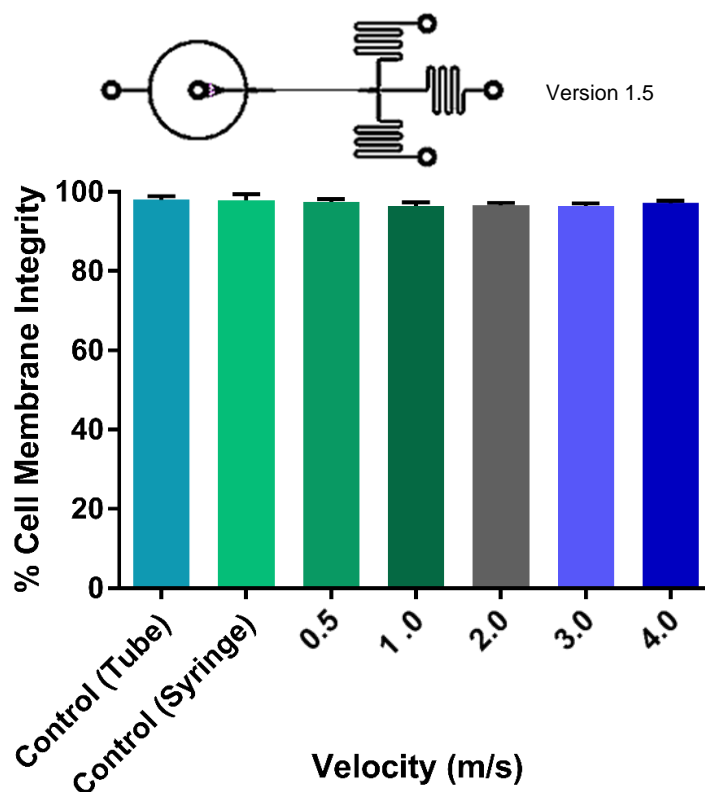 Version 1.5
% Cell Membrane Integrity
100
80
60
40
20
0
Control (Tube)
Control (Syringe)
0.5
1.0
2.0
3.0
4.0
Velocity (m/s)